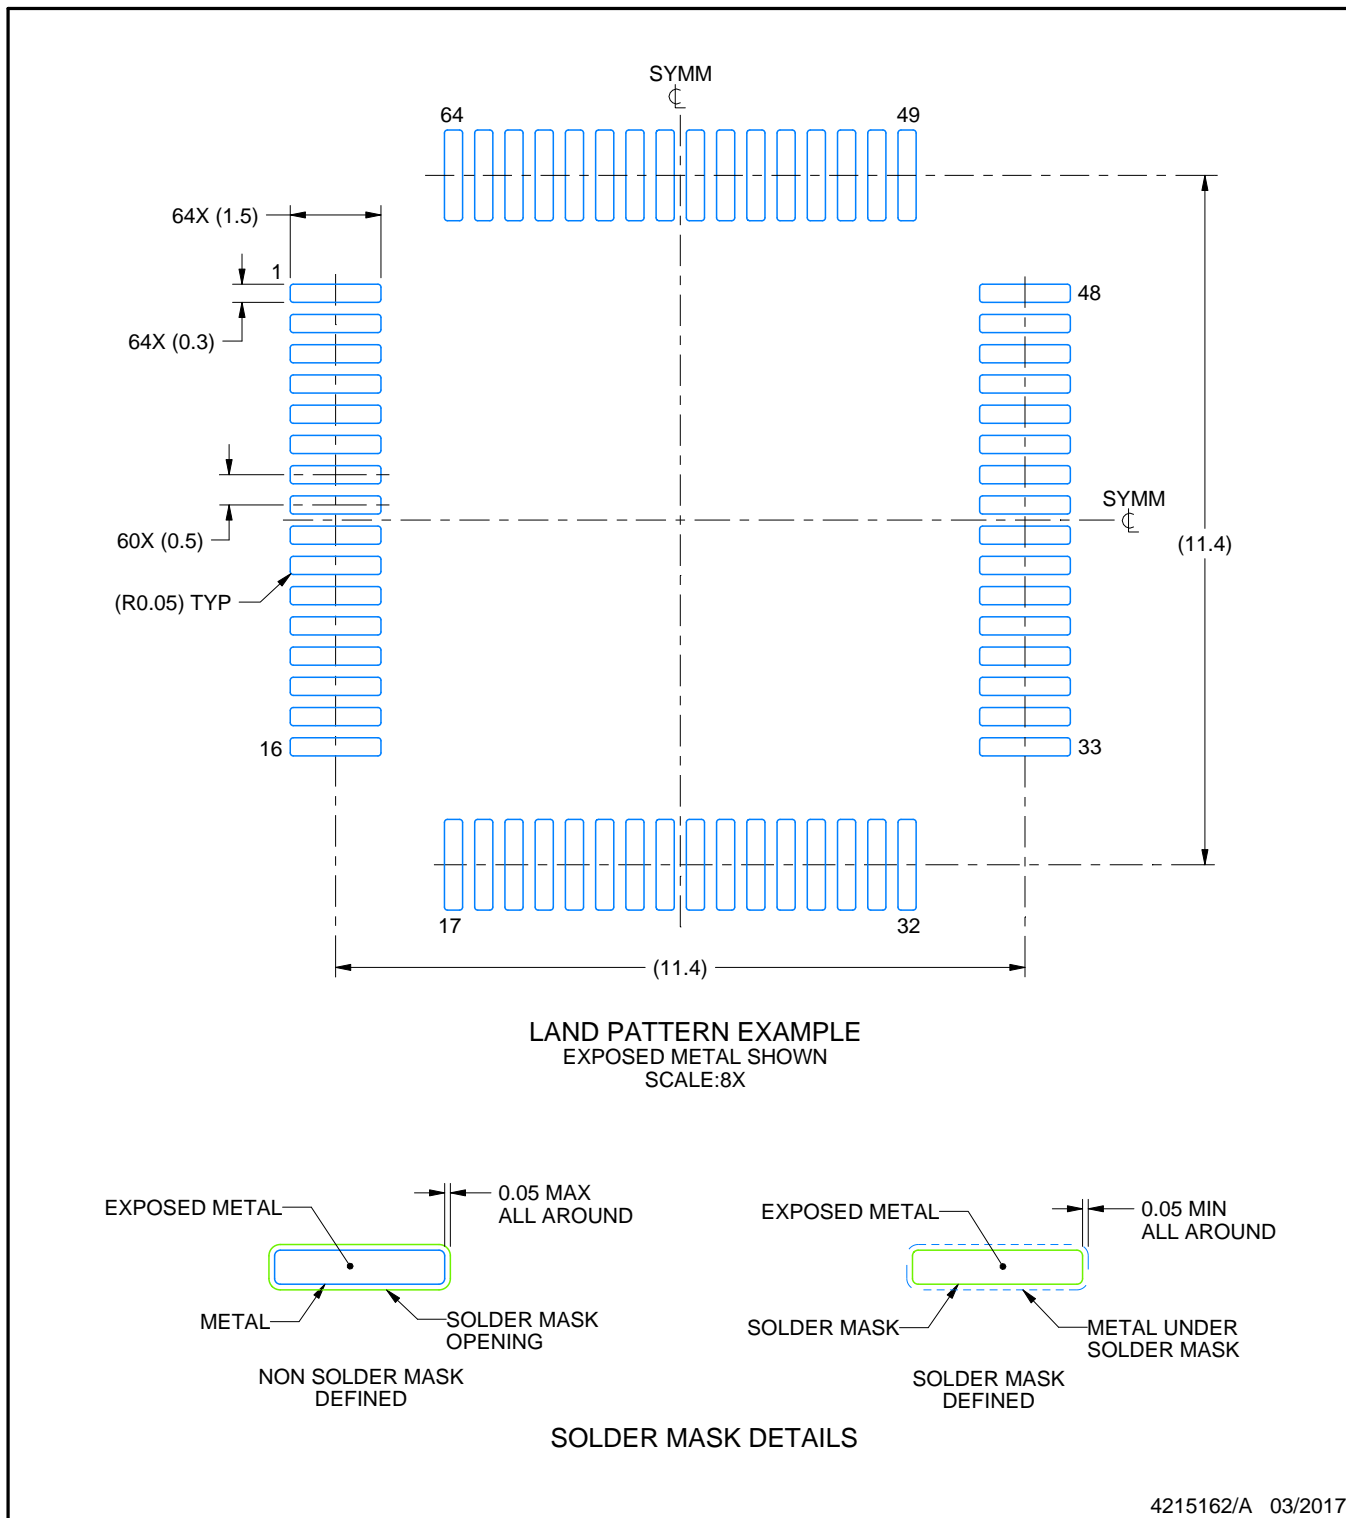 SYMM
64
49
64X (1.5)
1
48
64X (0.3)
SYMM
60X (0.5)
(11.4)
(R0.05) TYP
16
33
17
32
(11.4)
LAND PATTERN EXAMPLE
EXPOSED METAL SHOWN
SCALE:8X
0.05 MAX
ALL AROUND
EXPOSED METAL
METAL
SOLDER MASK
OPENING
NON SOLDER MASK
DEFINED
0.05 MIN
ALL AROUND
EXPOSED METAL
SOLDER MASK
METAL UNDER
SOLDER MASK
SOLDER MASK
DEFINED
SOLDER MASK DETAILS
4215162/A 03/2017